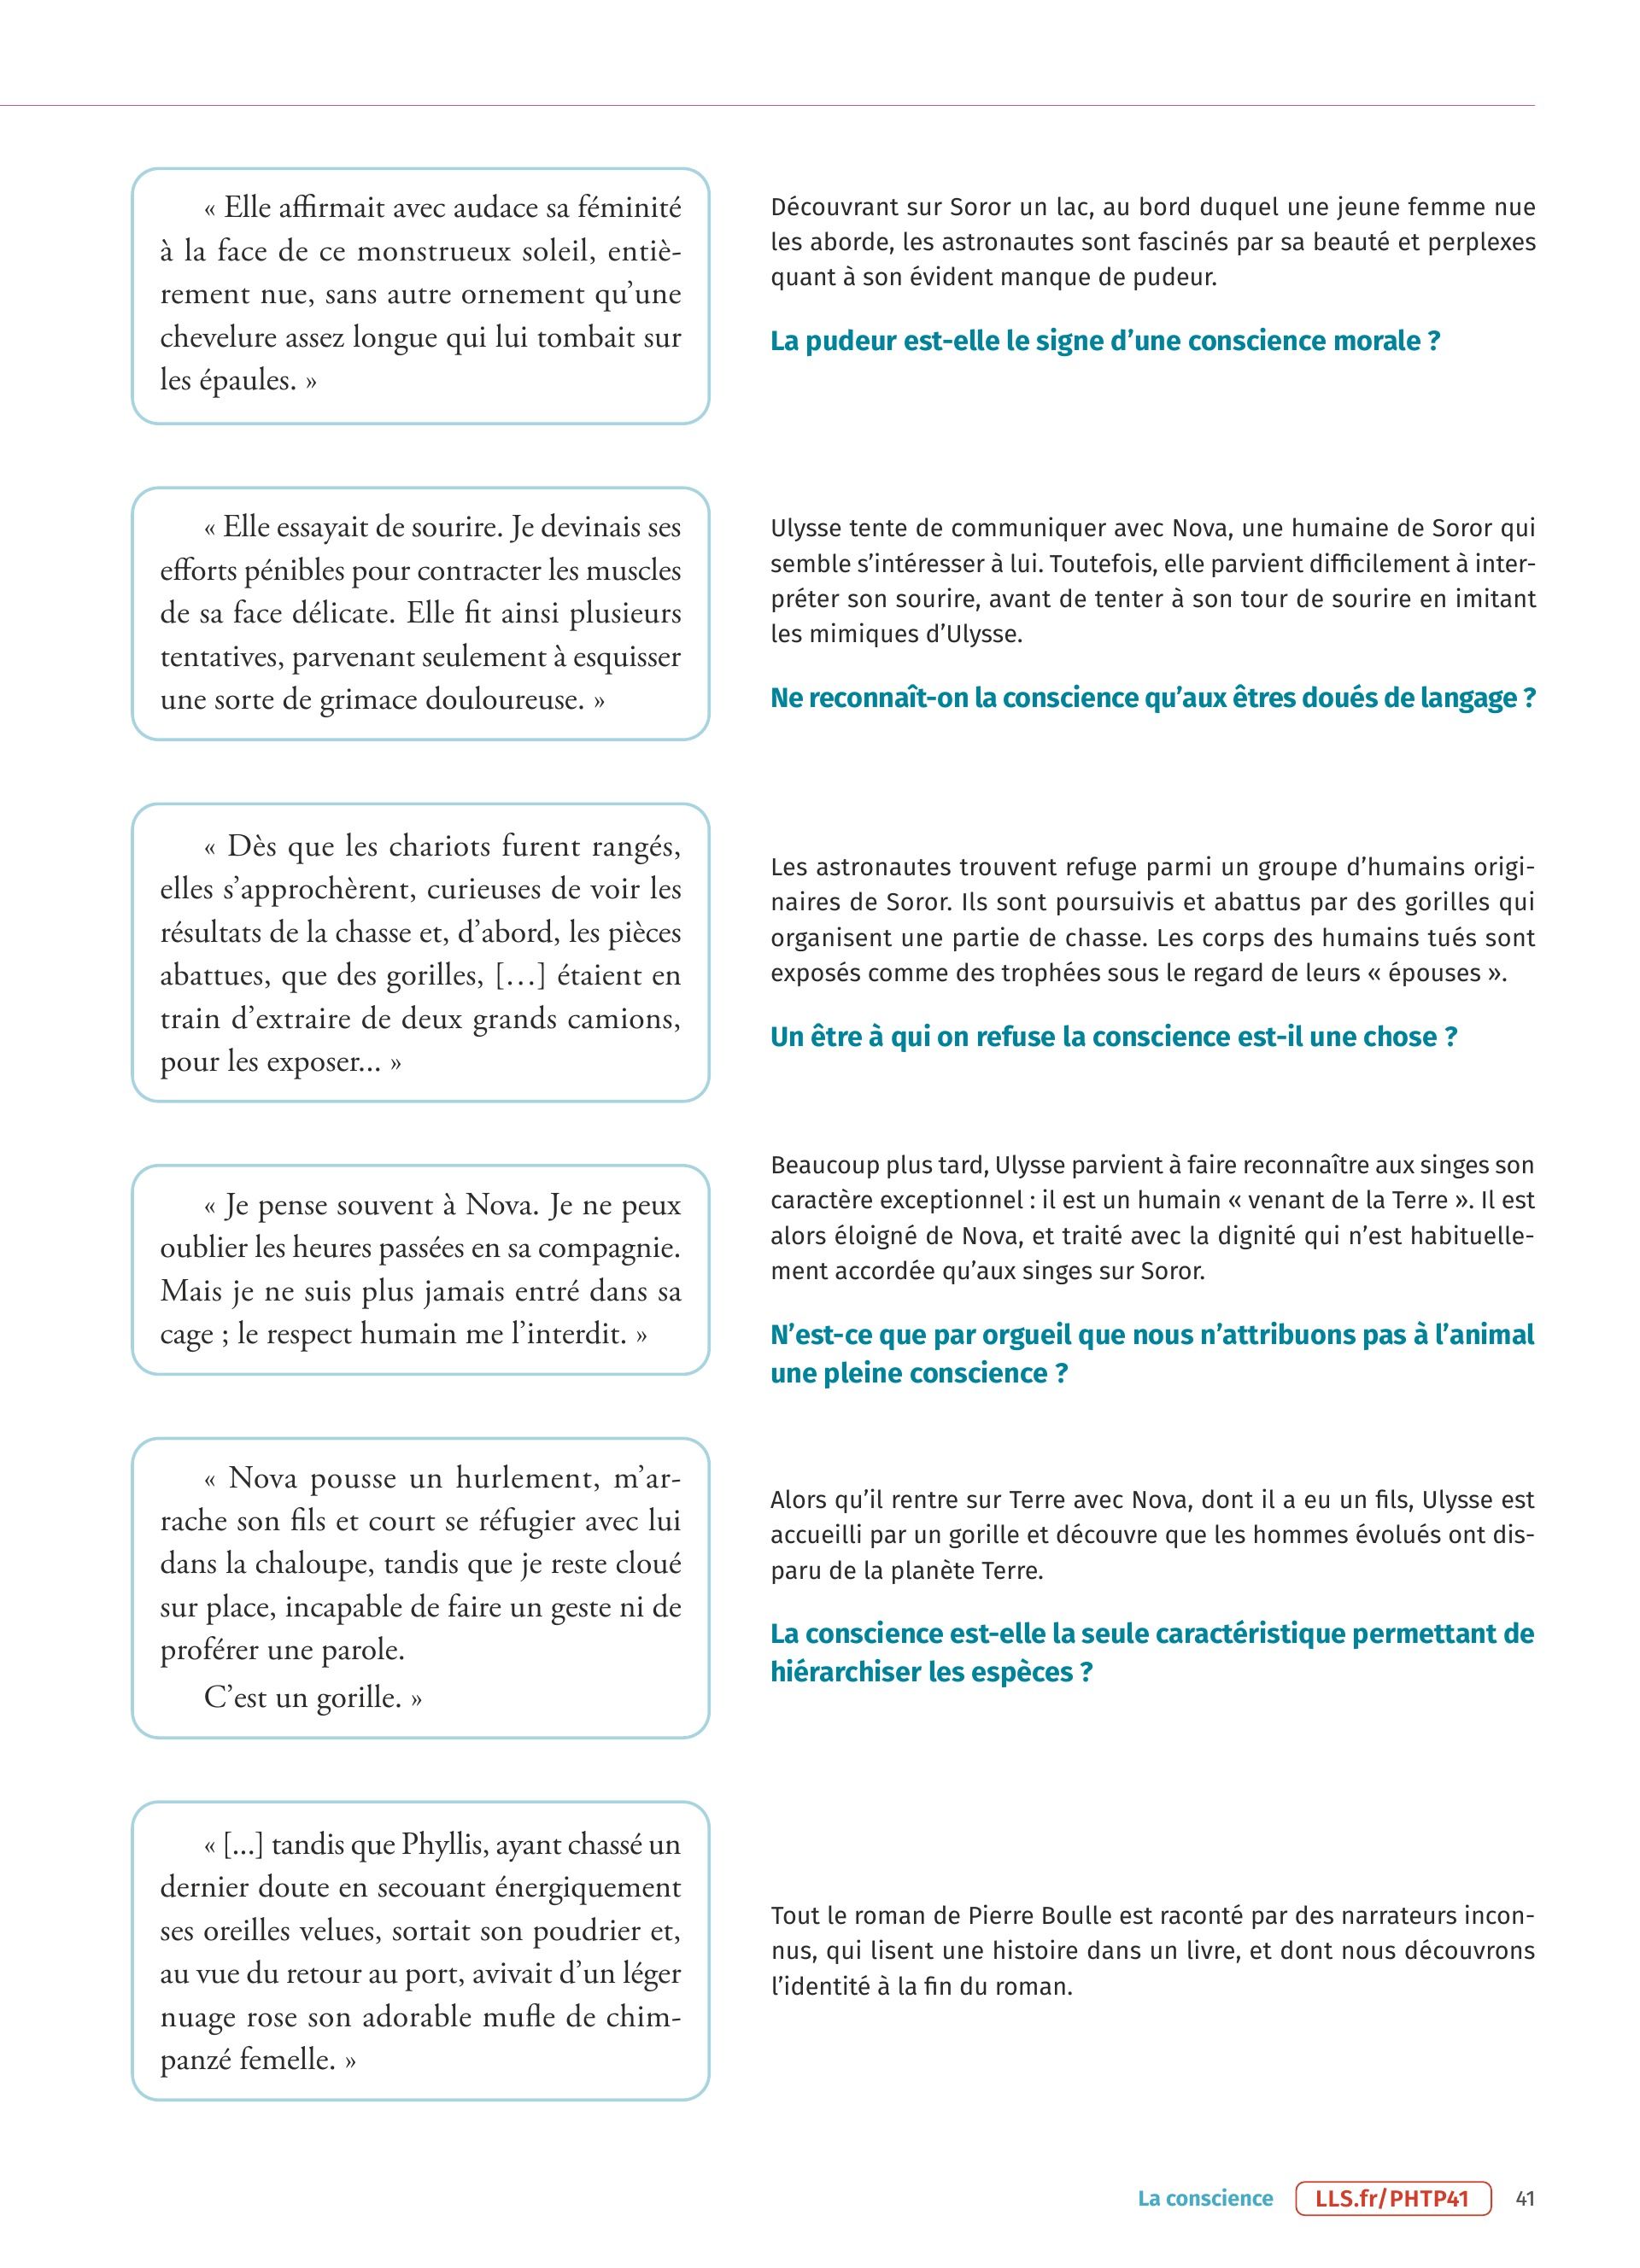 « Elle affirmait avec audace sa féminité
à la face de ce monstrueux soleil, entiè-
rement nue, sans autre ornement qu’une
chevelure assez longue qui lui tombait sur
les épaules. »
Découvrant sur Soror un lac, au bord duquel une jeune femme nue
les aborde, les astronautes sont fascinés par sa beauté et perplexes
quant à son évident manque de pudeur.
La pudeur est-elle le signe d’une conscience morale ?
« Elle essayait de sourire. Je devinais ses
efforts pénibles pour contracter les muscles
de sa face délicate. Elle fit ainsi plusieurs
tentatives, parvenant seulement à esquisser
une sorte de grimace douloureuse. »
Ulysse tente de communiquer avec Nova, une humaine de Soror qui
semble s’intéresser à lui. Toutefois, elle parvient difficilement à inter-
préter son sourire, avant de tenter à son tour de sourire en imitant
les mimiques d’Ulysse.
Ne reconnaît-on la conscience qu’aux êtres doués de langage ?
« Dès que les chariots furent rangés,
elles s’approchèrent, curieuses de voir les
résultats de la chasse et, d’abord, les pièces
abattues, que des gorilles, […] étaient en
train d’extraire de deux grands camions,
pour les exposer... »
Les astronautes trouvent refuge parmi un groupe d’humains origi-
naires de Soror. Ils sont poursuivis et abattus par des gorilles qui
organisent une partie de chasse. Les corps des humains tués sont
exposés comme des trophées sous le regard de leurs « épouses ».
Un être à qui on refuse la conscience est-il une chose ?
« Je pense souvent à Nova. Je ne peux
oublier les heures passées en sa compagnie.
Mais je ne suis plus jamais entré dans sa
cage ; le respect humain me l’interdit. »
Beaucoup plus tard, Ulysse parvient à faire reconnaître aux singes son
caractère exceptionnel : il est un humain « venant de la Terre ». Il est
alors éloigné de Nova, et traité avec la dignité qui n’est habituelle-
ment accordée qu’aux singes sur Soror.
N’est-ce que par orgueil que nous n’attribuons pas à l’animal
une pleine conscience ?
« Nova pousse un hurlement, m’ar-
rache son fils et court se réfugier avec lui
dans la chaloupe, tandis que je reste cloué
sur place, incapable de faire un geste ni de
proférer une parole.
C’est un gorille. »
Alors qu’il rentre sur Terre avec Nova, dont il a eu un fils, Ulysse est
accueilli par un gorille et découvre que les hommes évolués ont dis-
paru de la planète Terre.
La conscience est-elle la seule caractéristique permettant de
hiérarchiser les espèces ?
« [...] tandis que Phyllis, ayant chassé un
dernier doute en secouant énergiquement
ses oreilles velues, sortait son poudrier et,
au vue du retour au port, avivait d’un léger
nuage rose son adorable mufle de chim-
panzé femelle. »
Tout le roman de Pierre Boulle est raconté par des narrateurs incon-
nus, qui lisent une histoire dans un livre, et dont nous découvrons
l’identité à la fin du roman.
La conscience LLS.fr/PHTP41 41